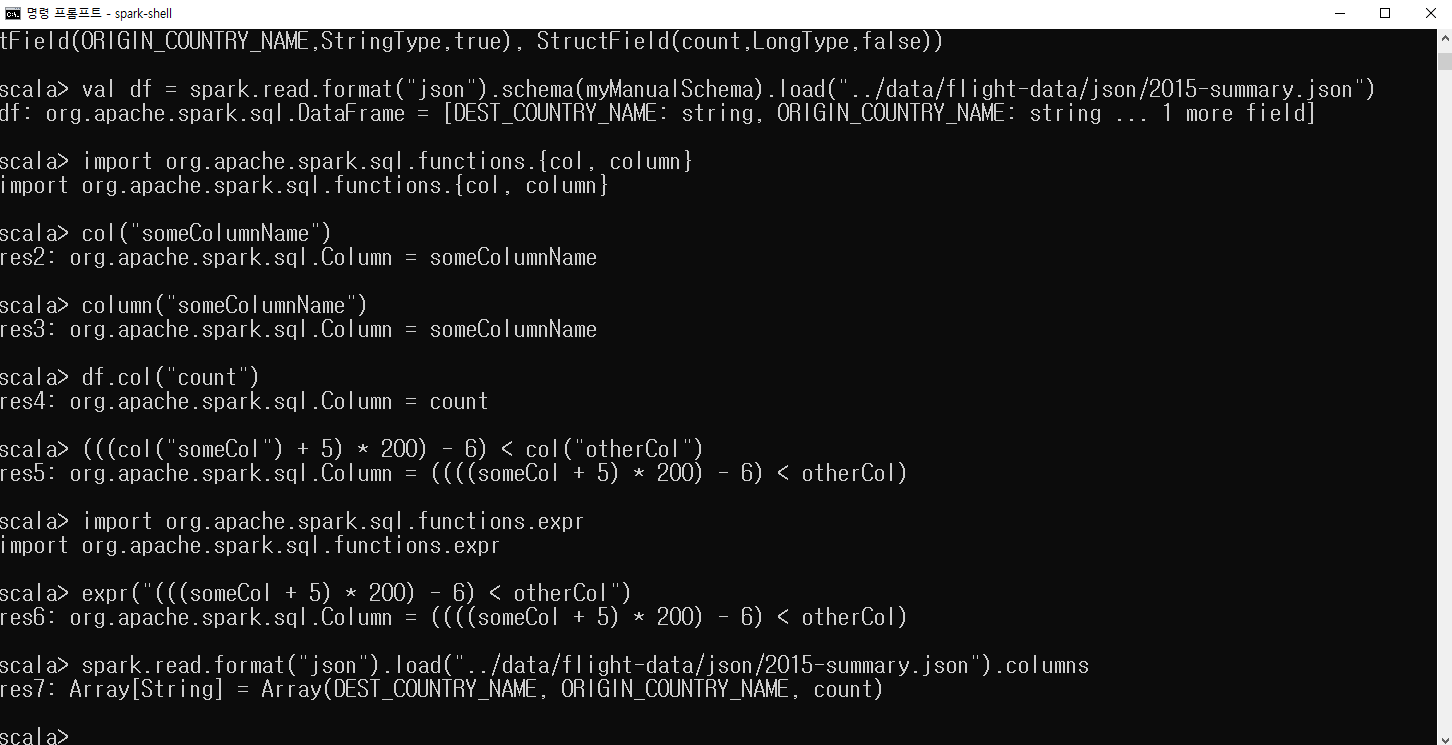 명령 프롬프트 - spark-shell
tField(ORIGIN_COUNTRY_NAME,StringType,true), StructField(count,LongType,false))
scala> val df = spark.read.format("json").schema(myManualSchema).load("../data/flight-data/json/2015-summary.json")
df: org.apache.spark.sql.DataFrame = [DEST_COUNTRY_NAME: string, ORIGIN_COUNTRY_NAME: string ... 1 more field]
scala> import org.apache.spark.sql.functions.{col, column}
import org.apache.spark.sql.functions.{col, column}
scala> col("someColumnName")
res2: org.apache.spark.sql.Column = someColumnName
scala> column("someColumnName")
res3: org.apache.spark.sql.Column = someColumnName
scala> df.col("count")
res4: org.apache.spark.sql.Column = count
scala> (((col("someCol") + 5) * 200) - 6) < col("otherCol")
res5: org.apache.spark.sql.Column = ((((someCol + 5) * 200) - 6) < otherCol)
scala> import org.apache.spark.sql.functions.expr
import org.apache.spark.sql.functions.expr
scala> expr("(((someCol + 5) * 200) - 6) < otherCol")
res6: org.apache.spark.sql.Column = ((((someCol + 5) * 200) - 6) < otherCol)
scala> spark.read.format("json").load("../data/flight-data/json/2015-summary.json").columns
res7: Array[String] = Array(DEST_COUNTRY_NAME, ORIGIN_COUNTRY_NAME, count)
scala>